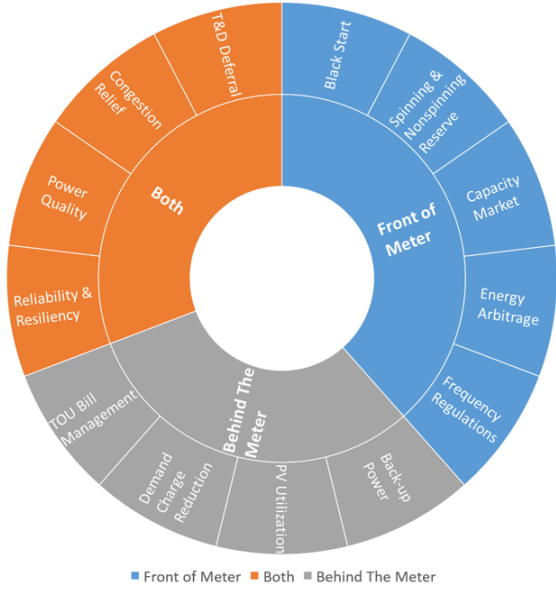 T&D Deferral
Black Start
Congestion
Relief
Spinning &
Nonspinning
Reserve
Power
Quality
Both
Front of
Meter
Capacity
Market
Reliability &
Resiliency
Energy
Arbitrage
TOU Bill
Management
Behind The
Meter
Frequency
Regulations
Demand
Charge
Reduction
PV Utilization
Back-up
Power
Front of Meter
Both
Behind The Meter